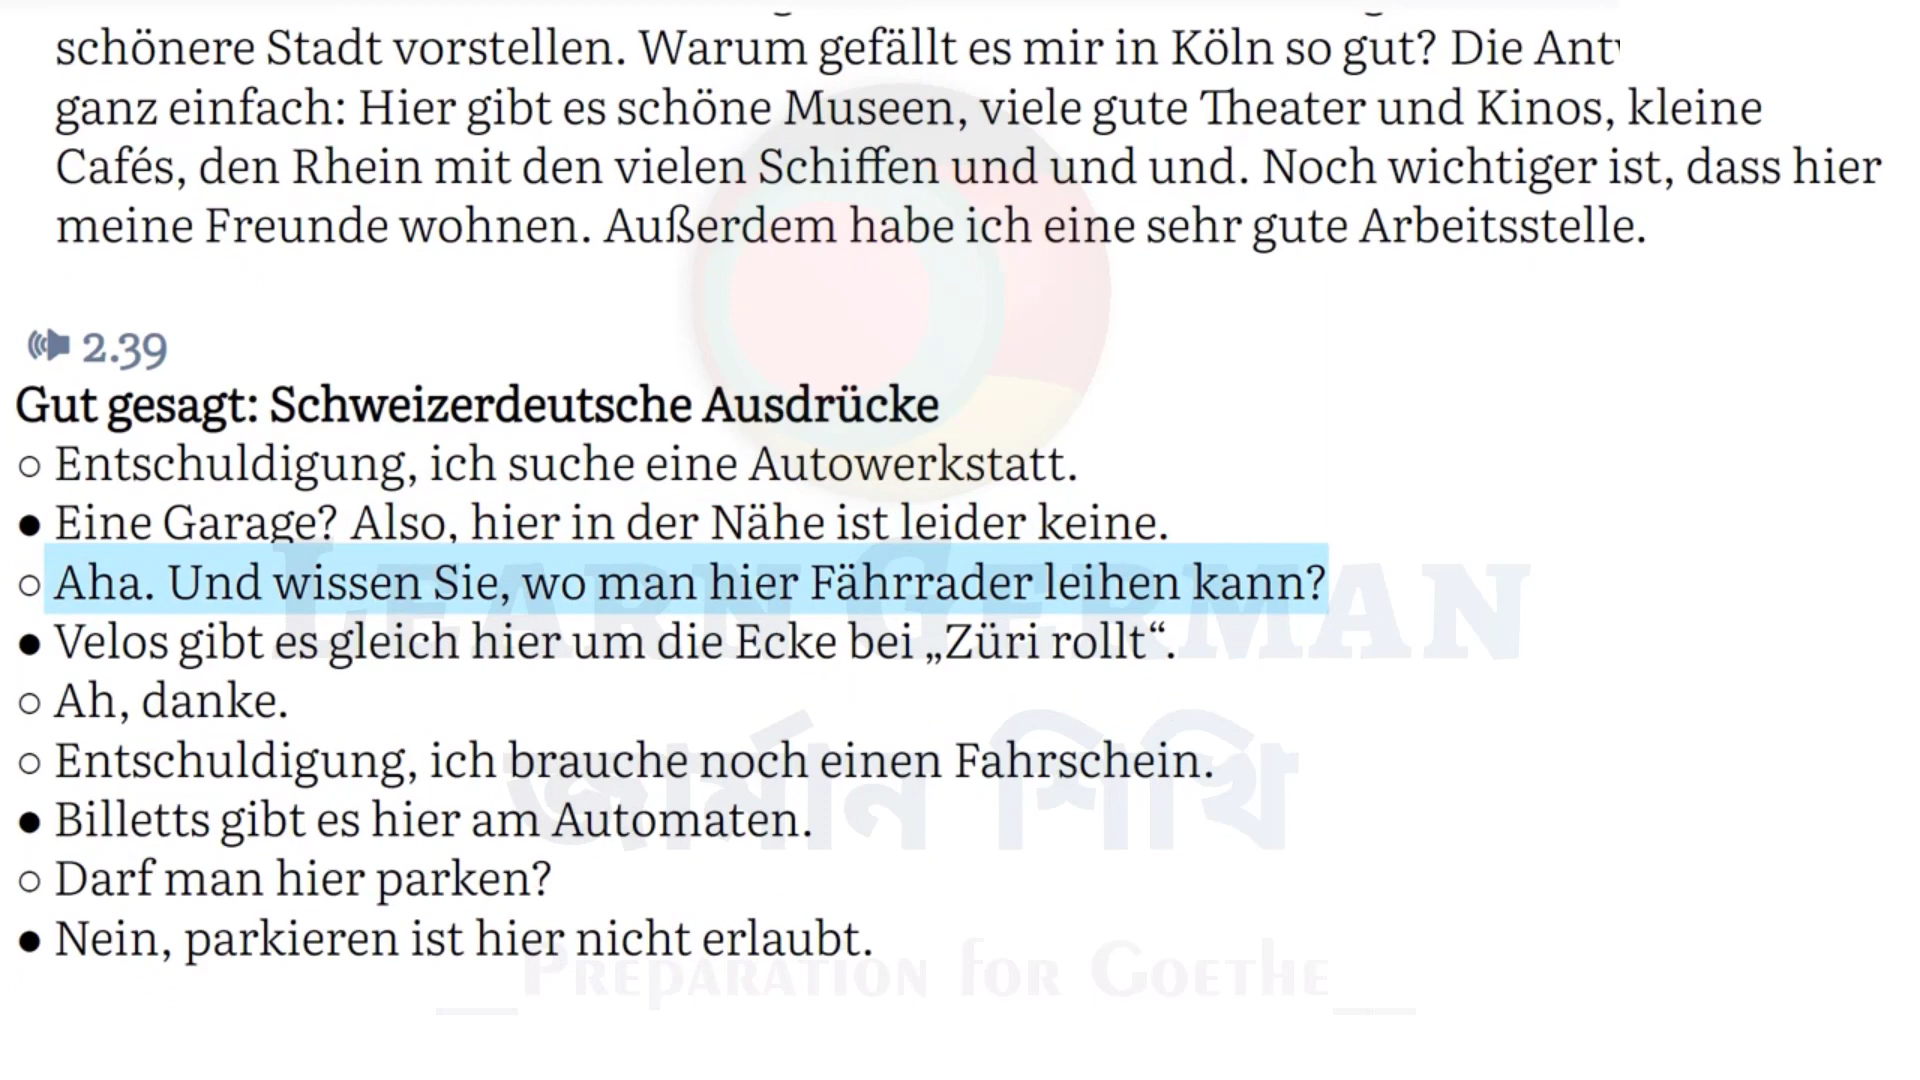 schönere Stadt vorstellen. Warum gefällt es mir in Köln so gut? Die
ganz einfach: Hier gibt es schöne Museen, viele gute Theater und Kinos, kleine
Cafés, den Rhein mit den vielen Schiffen und und und. Noch wichtiger ist, dass hier
meine Freunde wohnen. Außerdem habe ich eine sehr gute Arbeitsstelle.
2.39
Gut gesagt: Schweizerdeutsche Ausdrücke
○ Entschuldigung, ich suche eine Autowerkstatt.
● Eine Garage? Also, hier in der Nähe ist leider keine.
○ Aha. Und wissen Sie, wo man hier Fährrader leihen kann?
● Velos gibt es gleich hier um die Ecke bei „Züri rollt“.
○ Ah, danke.
○ Entschuldigung, ich brauche noch einen Fahrschein.
● Billetts gibt es hier am Automaten.
○ Darf man hier parken?
● Nein, parkieren ist hier nicht erlaubt.
Learn German
জার্মান শিখি
Preparation for Goethe